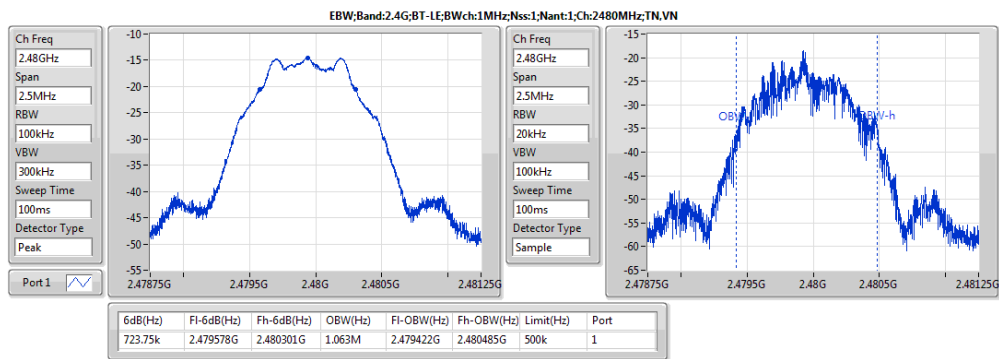 EBW;Band:2.4G;BT-LE;BWch:1MHz;Nss:1;Nant:1;Ch:2480MHz;TN,VN
Ch Freq
2.48GHz
Span
2.5MHz
RBW
100kHz
VBW
300kHz
Sweep Time
100ms
Detector Type
Peak
Port 1
-10
-15
-20
-25
-30
-35
-40
-45
-50
-55
2.47875G
2.4795G
2.48G
2.4805G
2.48125G
Ch Freq
2.48GHz
Span
2.5MHz
RBW
20kHz
VBW
100kHz
Sweep Time
100ms
Detector Type
Sample
-15
-20
-25
-30
-35
-40
-45
-50
-55
-60
-65
2.47875G
2.4795G
2.48G
2.4805G
2.48125G
6dB(Hz) Fl-6dB(Hz) Fh-6dB(Hz) OBW(Hz) Fl-OBW(Hz) Fh-OBW(Hz) Limit(Hz) Port
723.75k 2.479578G 2.480301G 1.063M 2.479422G 2.480485G 500k 1